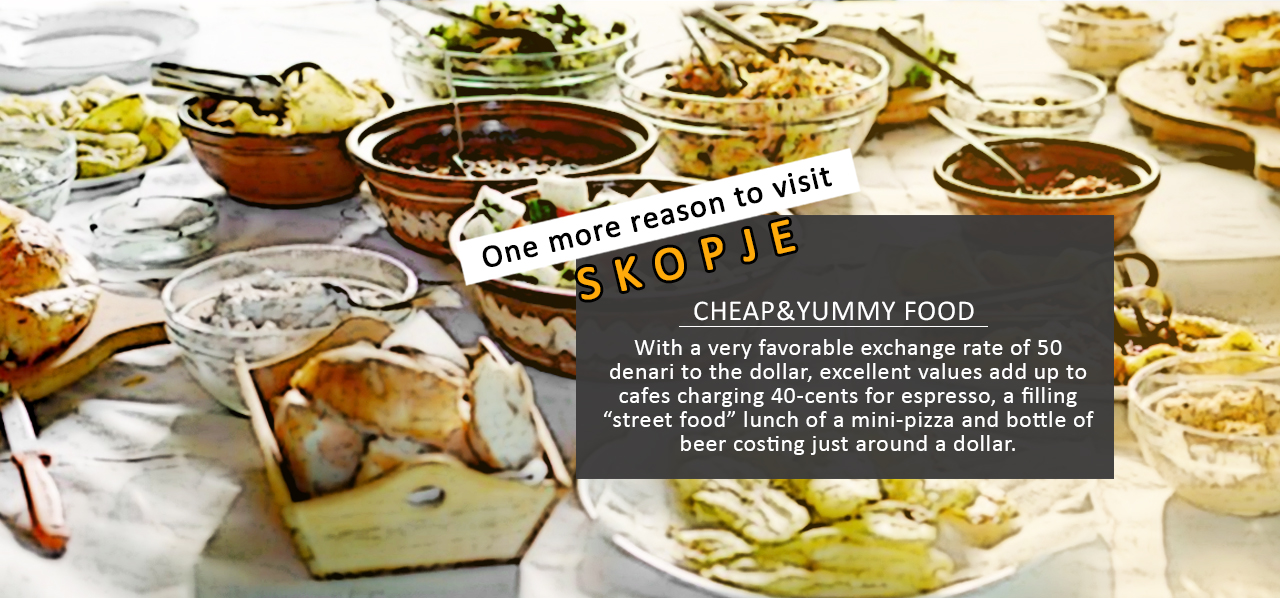 One more reason to visit
SKOPJE
CHEAP&YUMMY FOOD
With a very favorable exchange rate of 50
denari to the dollar, excellent values add up to
cafes charging 40-cents for espresso, a filling
“street food” lunch of a mini-pizza and bottle of
beer costing just around a dollar.